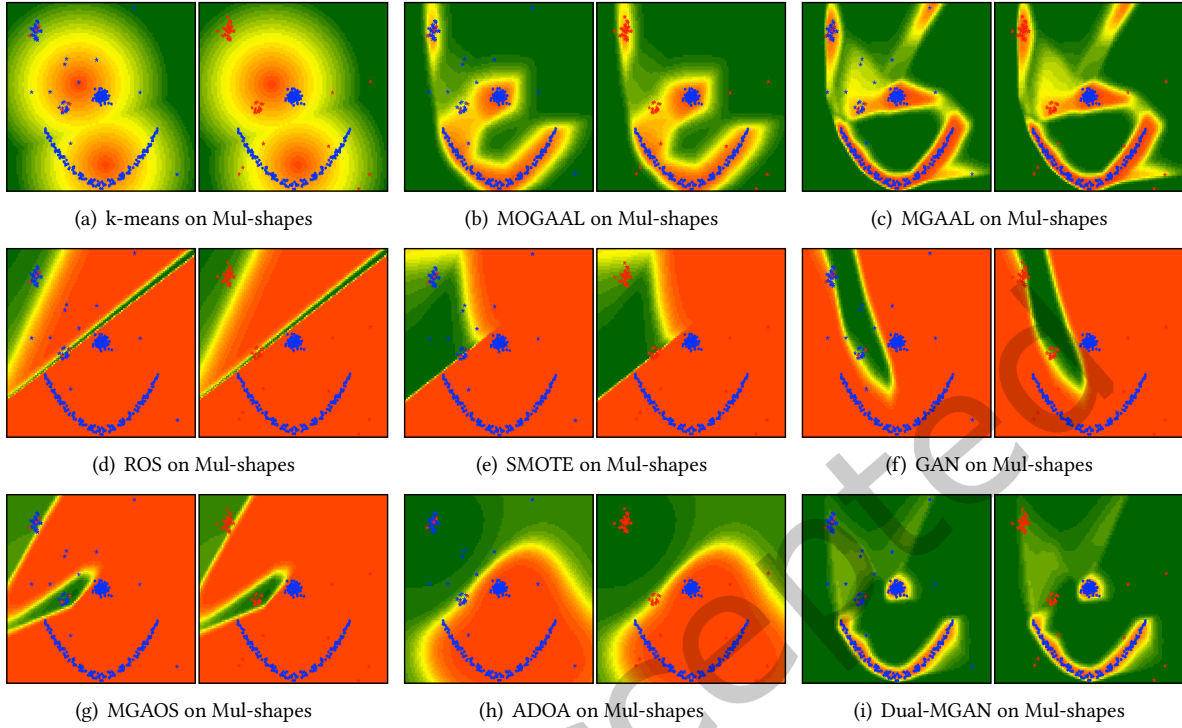 (a) k-means on Mul-shapes
(b) MOGAAL on Mul-shapes
(c) MGAAL on Mul-shapes
(d) ROS on Mul-shapes
(e) SMOTE on Mul-shapes
(f) GAN on Mul-shapes
(g) MGAOS on Mul-shapes
(h) ADOA on Mul-shapes
(i) Dual-MGAN on Mul-shapes
ccepted